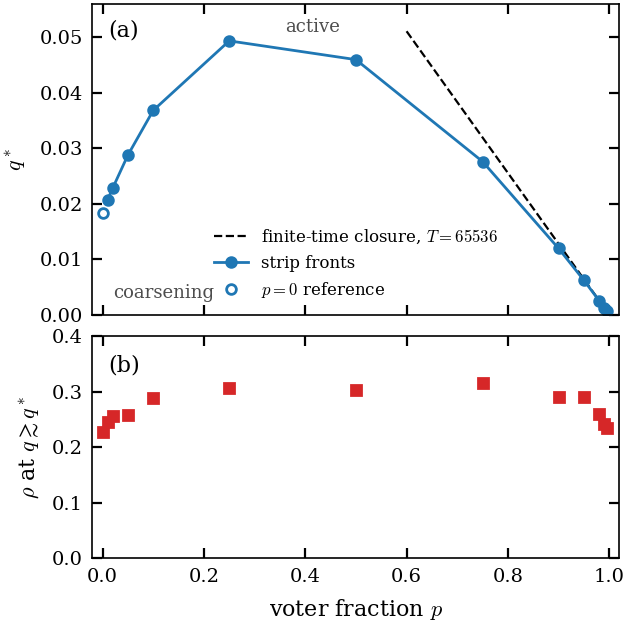 (a)
active
0.05
0.04
0.03
0.02
0.01
0.00
q*
finite-time closure, T = 65536
strip fronts
p = 0 reference
coarsening
(b)
0.4
0.3
0.2
0.1
0.0
ρ at q ≳ q*
0.0 0.2 0.4 0.6 0.8 1.0
voter fraction p